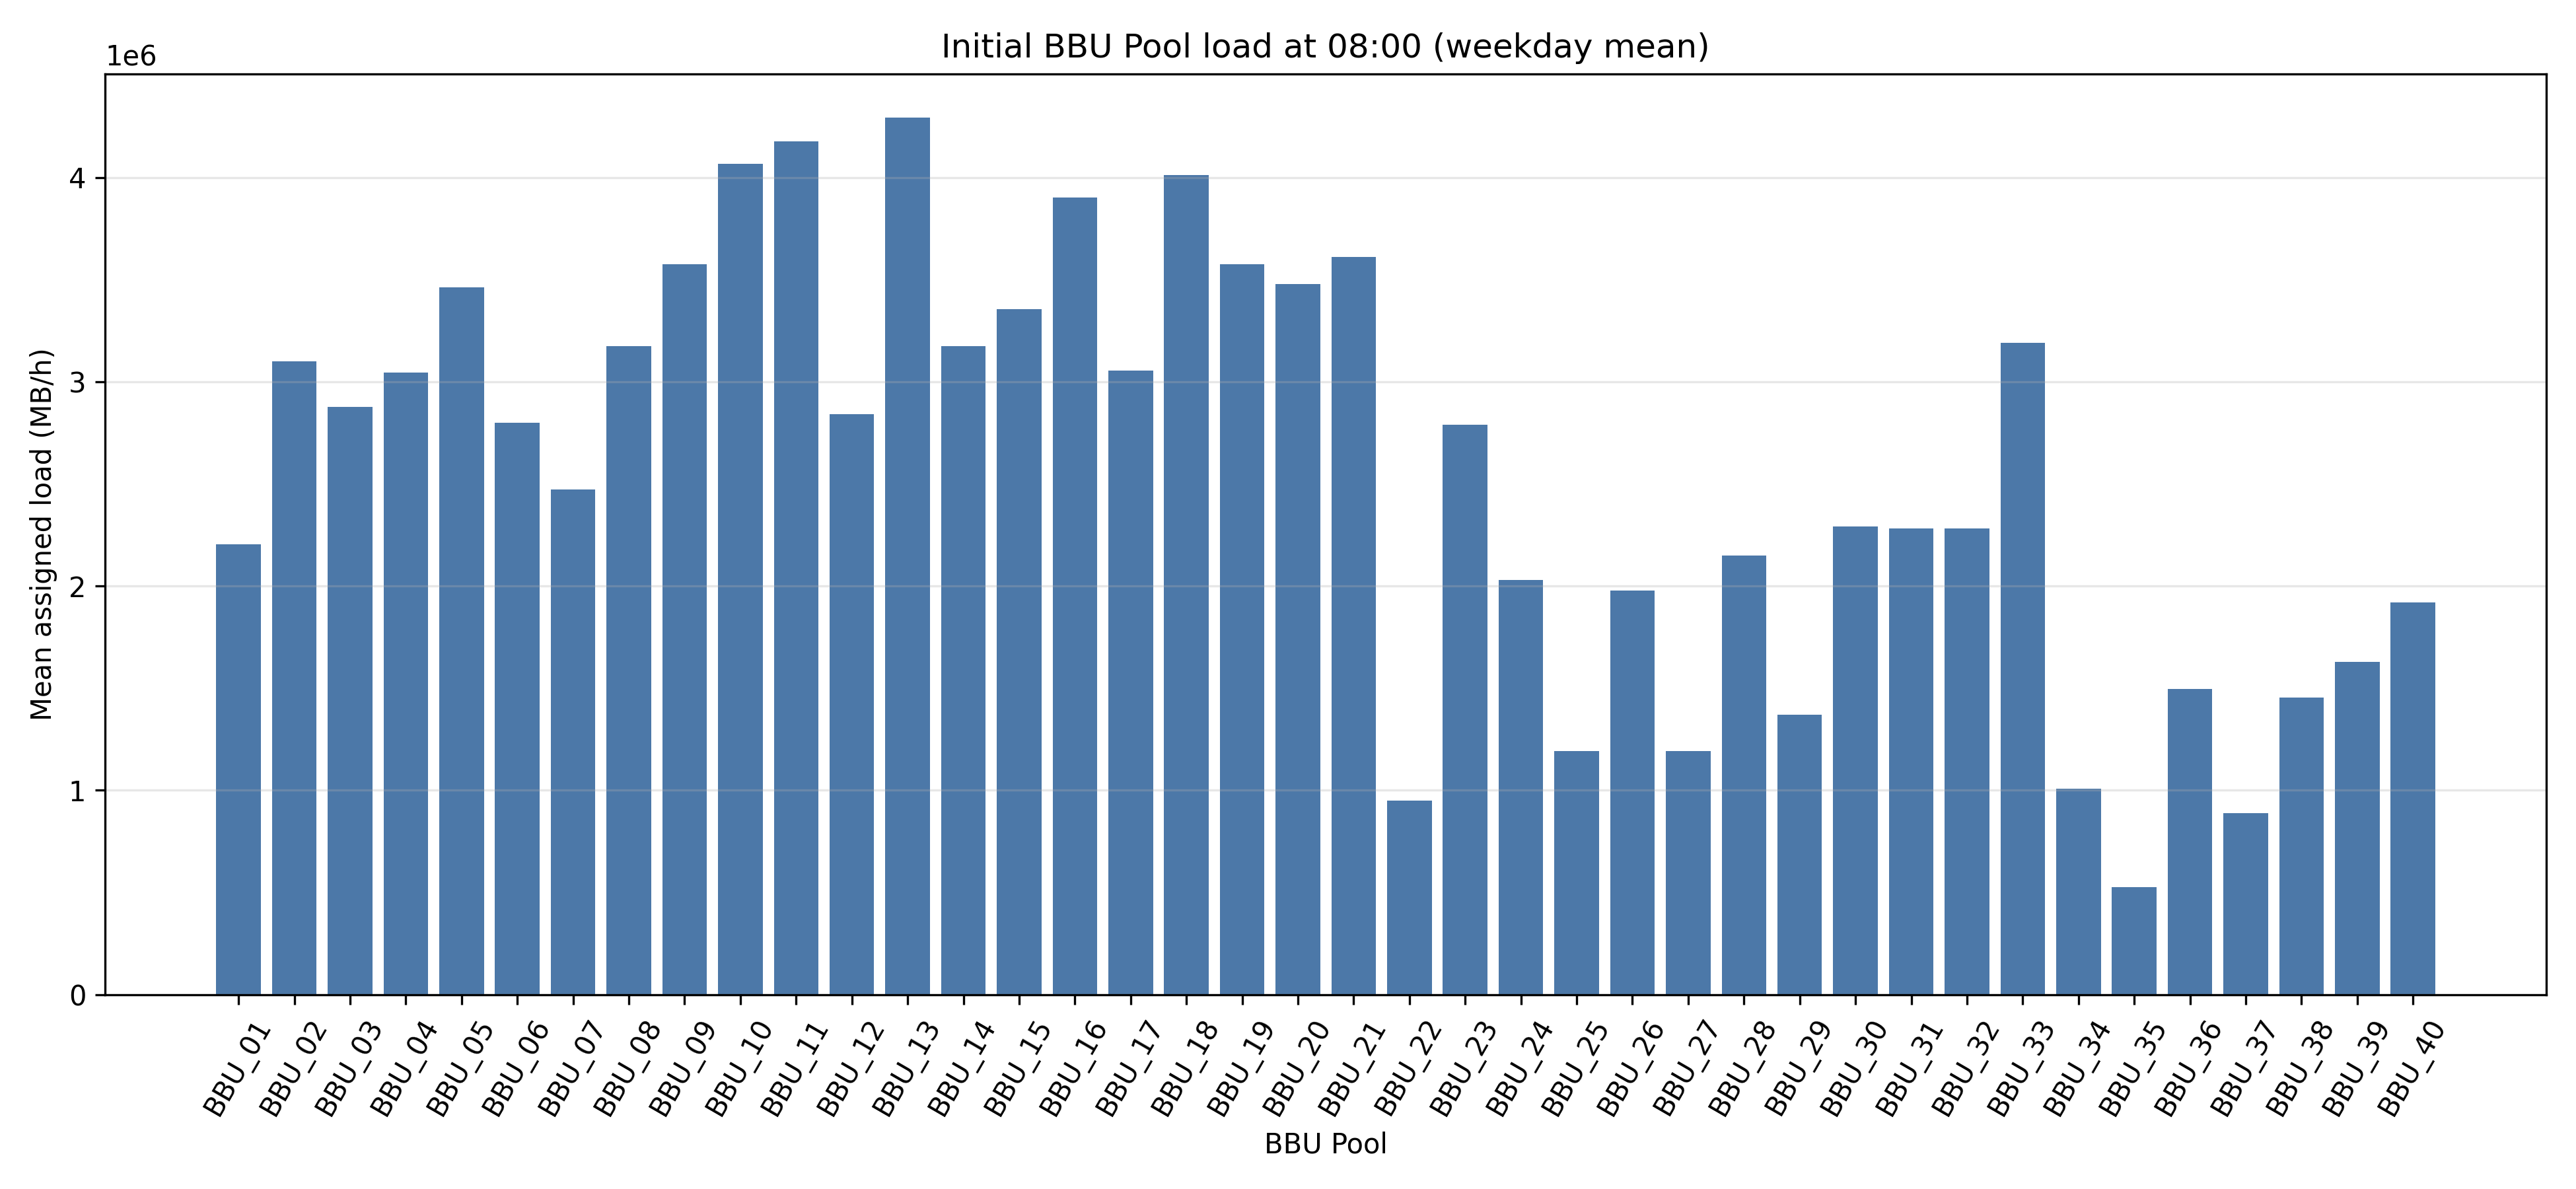 Initial BBU Pool load at 08:00 (weekday mean)
1e6
4
3
2
1
0
Mean assigned load (MB/h)
BBU_01
BBU_02
BBU_03
BBU_04
BBU_05
BBU_06
BBU_07
BBU_08
BBU_09
BBU_10
BBU_11
BBU_12
BBU_13
BBU_14
BBU_15
BBU_16
BBU_17
BBU_18
BBU_19
BBU_20
BBU_21
BBU_22
BBU_23
BBU_24
BBU_25
BBU_26
BBU_27
BBU_28
BBU_29
BBU_30
BBU_31
BBU_32
BBU_33
BBU_34
BBU_35
BBU_36
BBU_37
BBU_38
BBU_39
BBU_40
BBU Pool